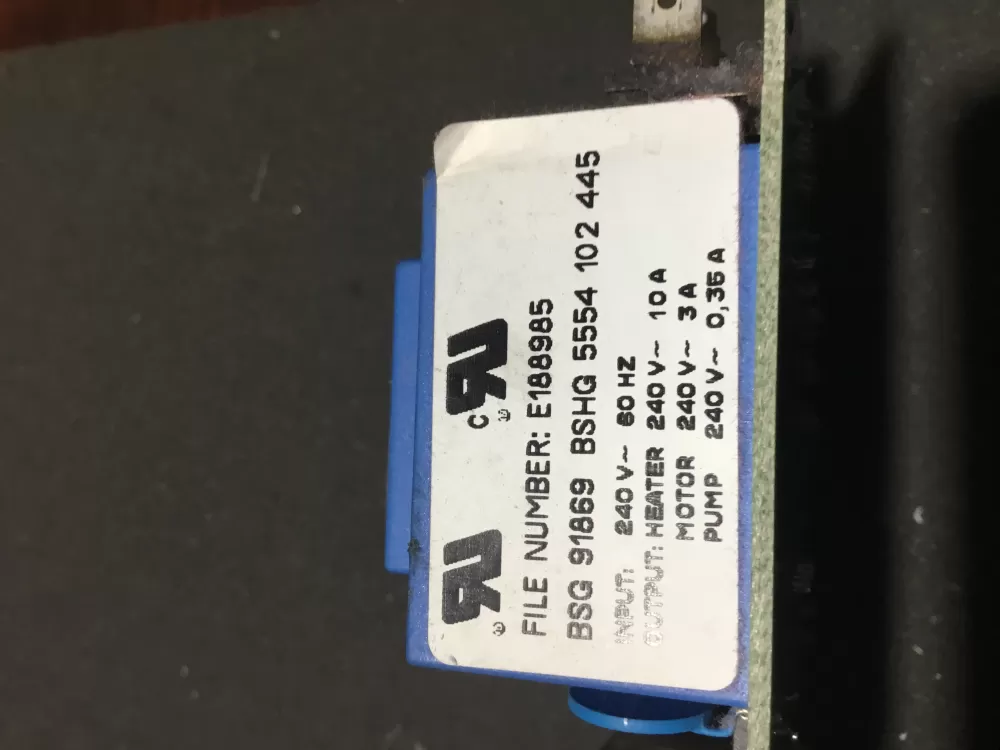 FILE NUMBER: E188985
BSG 91869 BSHG 5554 102 445
INPUT: 240 V~ 60 HZ
OUTPUT: HEATER 240 V~ 10 A
MOTOR 240 V~ 3 A
PUMP 240 V~ 0,35 A